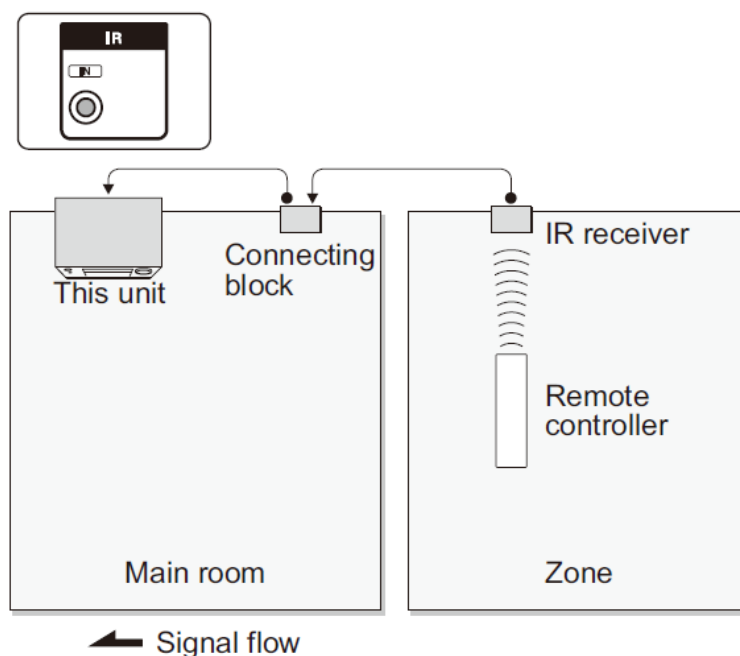 IR
IN
IR receiver
Connecting
block
This unit
Remote
controller
Main room
Zone
Signal flow